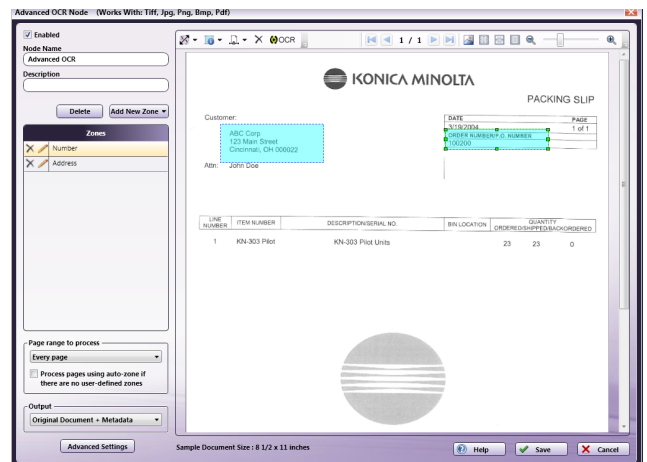 Advanced OCR Node (Works With: Tiff, Jpg, Png, Bmp, Pdf)
Enabled
Node Name
Advanced OCR
Description
Delete
Add New Zone
Zones
Number
Address
Page range to process
Every page
Process pages using auto-zone if
there are no user-defined zones
Output
Original Document + Metadata
Advanced Settings
OCR
1 / 1
KONICA MINOLTA
PACKING SLIP
Customer:
ABC Corp
123 Main Street
Cincinnati, OH 000022
Attn: John Doe
DATE PAGE
3/19/2004 1 of 1
ORDER NUMBER/P.O. NUMBER
100200
LINE NUMBER ITEM NUMBER DESCRIPTION/SERIAL NO. BIN LOCATION QUANTITY
ORDERED/SHIPPED/BACKORDERED
1 KN-303 Pilot KN-303 Pilot Units 23 23 0
Sample Document Size : 8 1/2 x 11 inches
Help
Save
Cancel